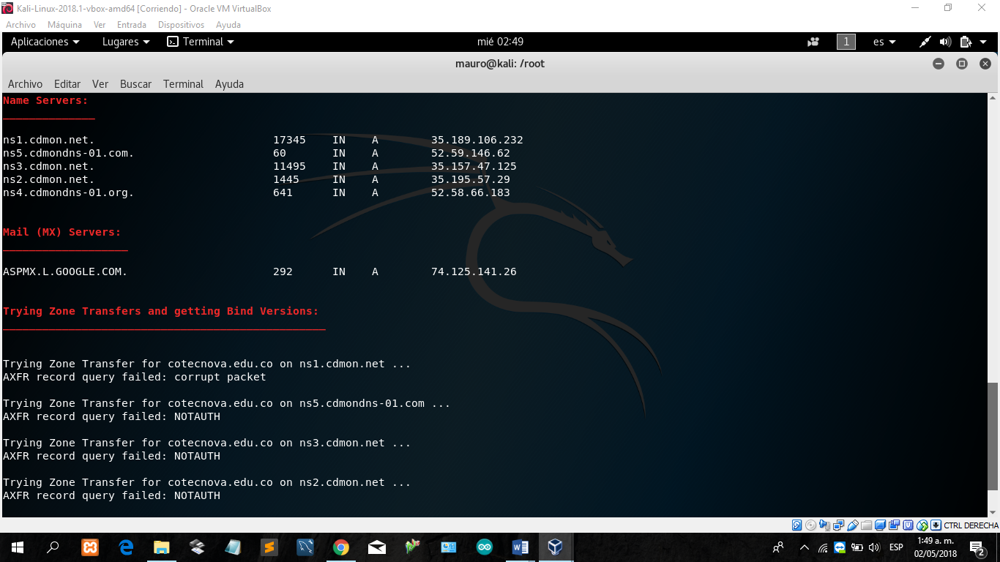 Kali-Linux-2018.1-vbox-amd64 [Corriendo] - Oracle VM VirtualBox
Archivo Máquina Ver Entrada Dispositivos Ayuda
Aplicaciones Lugares Terminal mié 02:49 1 es
mauro@kali: /root
Archivo Editar Ver Buscar Terminal Ayuda
Name Servers:
______________
ns1.cdmon.net. 17345 IN A 35.189.106.232
ns5.cdmondns-01.com. 60 IN A 52.59.146.62
ns3.cdmon.net. 11495 IN A 35.157.47.125
ns2.cdmon.net. 1445 IN A 35.195.57.29
ns4.cdmondns-01.org. 641 IN A 52.58.66.183
Mail (MX) Servers:
___________________
ASPMX.L.GOOGLE.COM. 292 IN A 74.125.141.26
Trying Zone Transfers and getting Bind Versions:
_________________________________________________
Trying Zone Transfer for cotecnova.edu.co on ns1.cdmon.net ...
AXFR record query failed: corrupt packet
Trying Zone Transfer for cotecnova.edu.co on ns5.cdmondns-01.com ...
AXFR record query failed: NOTAUTH
Trying Zone Transfer for cotecnova.edu.co on ns3.cdmon.net ...
AXFR record query failed: NOTAUTH
Trying Zone Transfer for cotecnova.edu.co on ns2.cdmon.net ...
AXFR record query failed: NOTAUTH
CTRL DERECHA
ESP 1:49 a. m.
02/05/2018 2